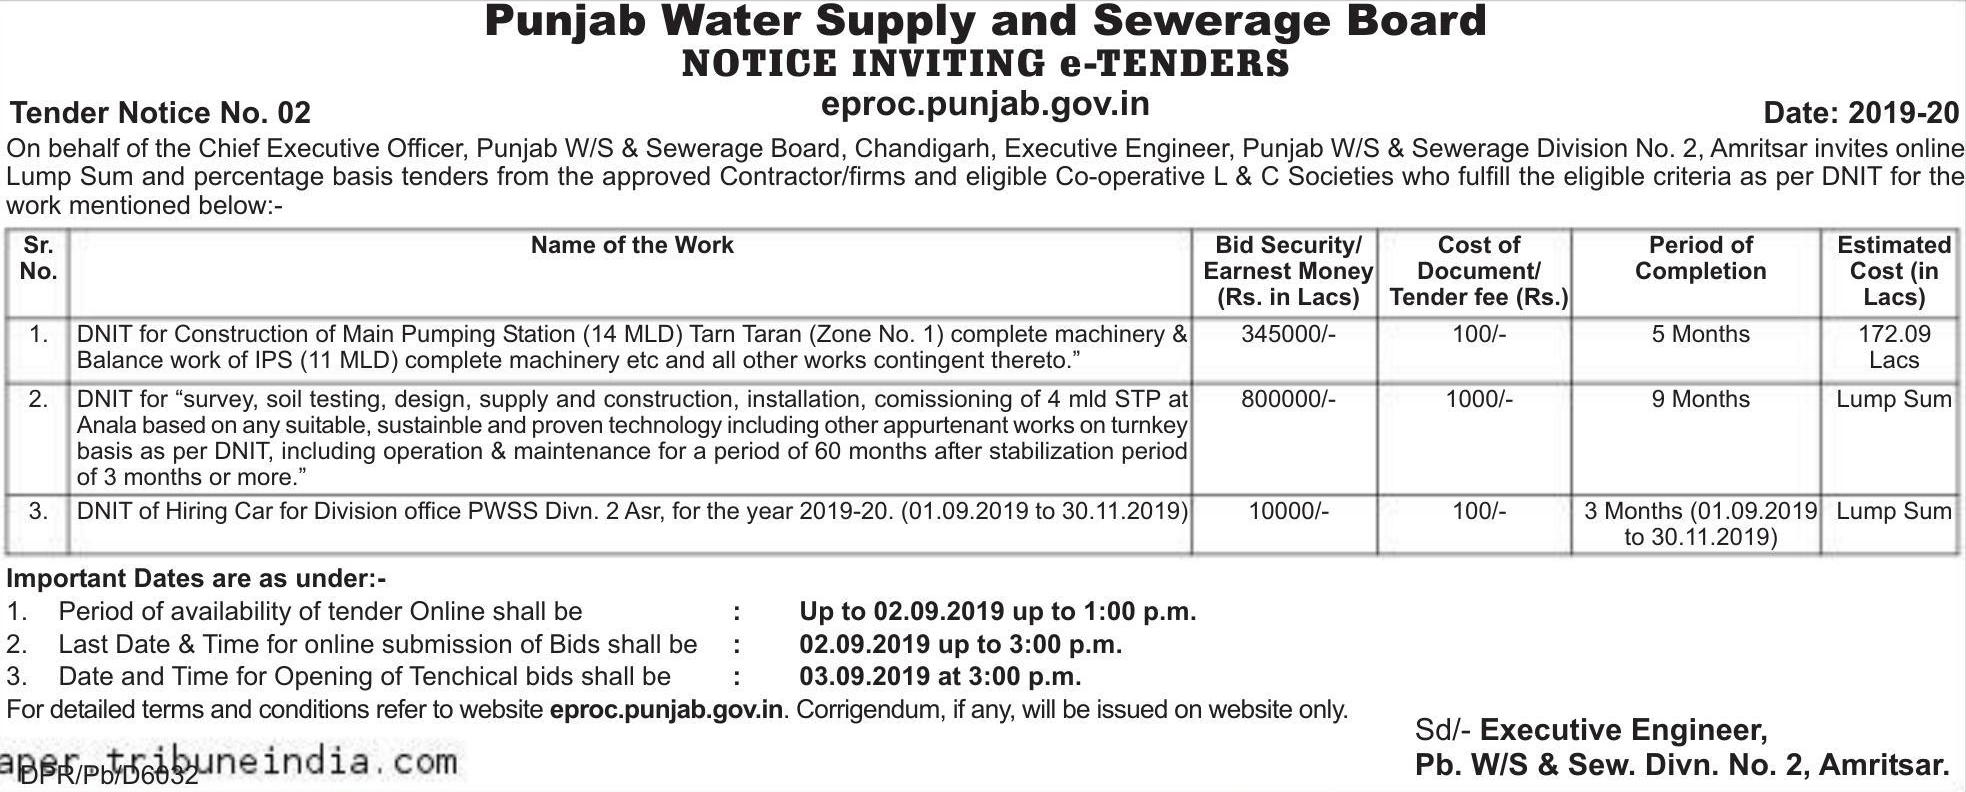 Punjab Water Supply and Sewerage Board
NOTICE INVITING e-TENDERS
eproc.punjab.gov.in
Tender Notice No. 02 Date: 2019-20
On behalf of the Chief Executive Officer, Punjab W/S & Sewerage Board, Chandigarh, Executive Engineer, Punjab W/S & Sewerage Division No. 2, Amritsar invites online
Lump Sum and percentage basis tenders from the approved Contractor/firms and eligible Co-operative L & C Societies who fulfill the eligible criteria as per DNIT for the
work mentioned below:-
Sr. Name of the Work Bid Security/ Cost of Period of Estimated
No. Earnest Money Document/ Completion Cost (in
(Rs. in Lacs) Tender fee (Rs.) Lacs)
1. DNIT for Construction of Main Pumping Station (14 MLD) Tarn Taran (Zone No. 1) complete machinery & 345000/- 100/- 5 Months 172.09
Balance work of IPS (11 MLD) complete machinery etc and all other works contingent thereto.” Lacs
2. DNIT for “survey, soil testing, design, supply and construction, installation, comissioning of 4 mld STP at 800000/- 1000/- 9 Months Lump Sum
Anala based on any suitable, sustainble and proven technology including other appurtenant works on turnkey
basis as per DNIT, including operation & maintenance for a period of 60 months after stabilization period
of 3 months or more.”
3. DNIT of Hiring Car for Division office PWSS Divn. 2 Asr, for the year 2019-20. (01.09.2019 to 30.11.2019) 10000/- 100/- 3 Months (01.09.2019 Lump Sum
to 30.11.2019)
Important Dates are as under:-
1. Period of availability of tender Online shall be : Up to 02.09.2019 up to 1:00 p.m.
2. Last Date & Time for online submission of Bids shall be : 02.09.2019 up to 3:00 p.m.
3. Date and Time for Opening of Tenchical bids shall be : 03.09.2019 at 3:00 p.m.
For detailed terms and conditions refer to website eproc.punjab.gov.in. Corrigendum, if any, will be issued on website only.
Sd/- Executive Engineer,
Pb. W/S & Sew. Divn. No. 2, Amritsar.
aper.tribuneindia.com
DPR/Pb/D6032